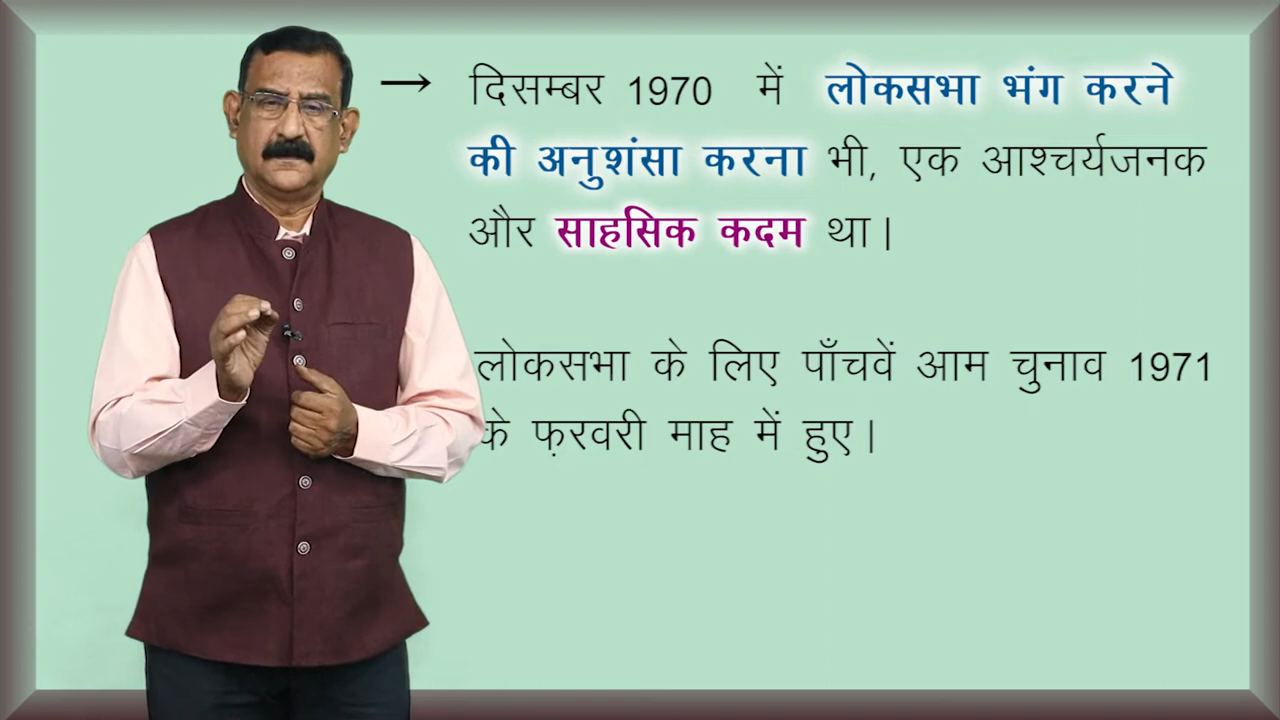 → दिसम्बर 1970 में लोकसभा भंग करने
की अनुशंसा करना भी, एक आश्चर्यजनक
और साहसिक कदम था।
लोकसभा के लिए पाँचवें आम चुनाव 1971
के फ़रवरी माह में हुए।